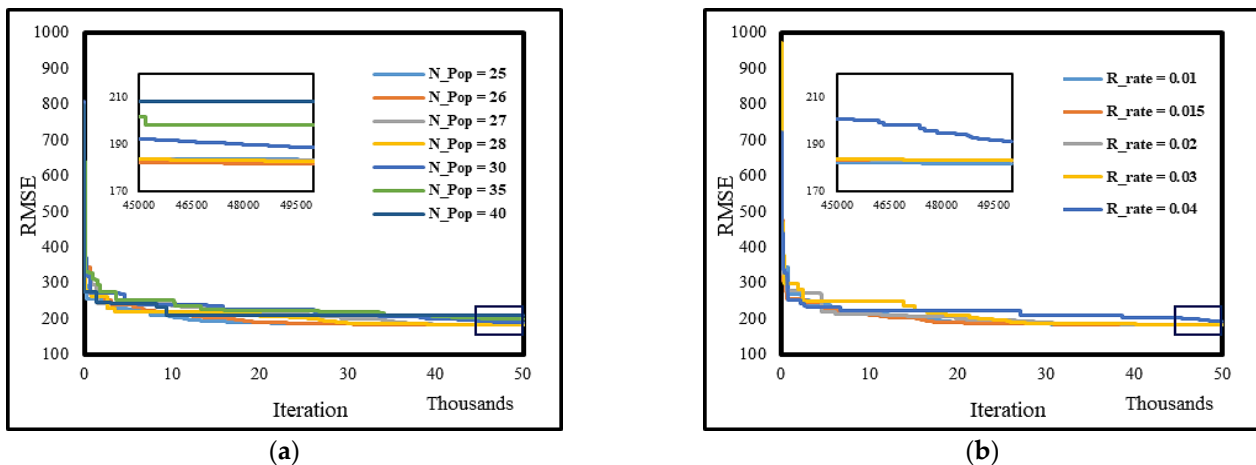 1000
900
800
700
600
500
400
300
200
100
RMSE
210
190
170
45000 46500 48000 49500
N_Pop = 25
N_Pop = 26
N_Pop = 27
N_Pop = 28
N_Pop = 30
N_Pop = 35
N_Pop = 40
0 10 20 30 40 50
Iteration
Thousands
(a)
1000
900
800
700
600
500
400
300
200
100
RMSE
210
190
170
45000 46500 48000 49500
R_rate = 0.01
R_rate = 0.015
R_rate = 0.02
R_rate = 0.03
R_rate = 0.04
0 10 20 30 40 50
Iteration
Thousands
(b)